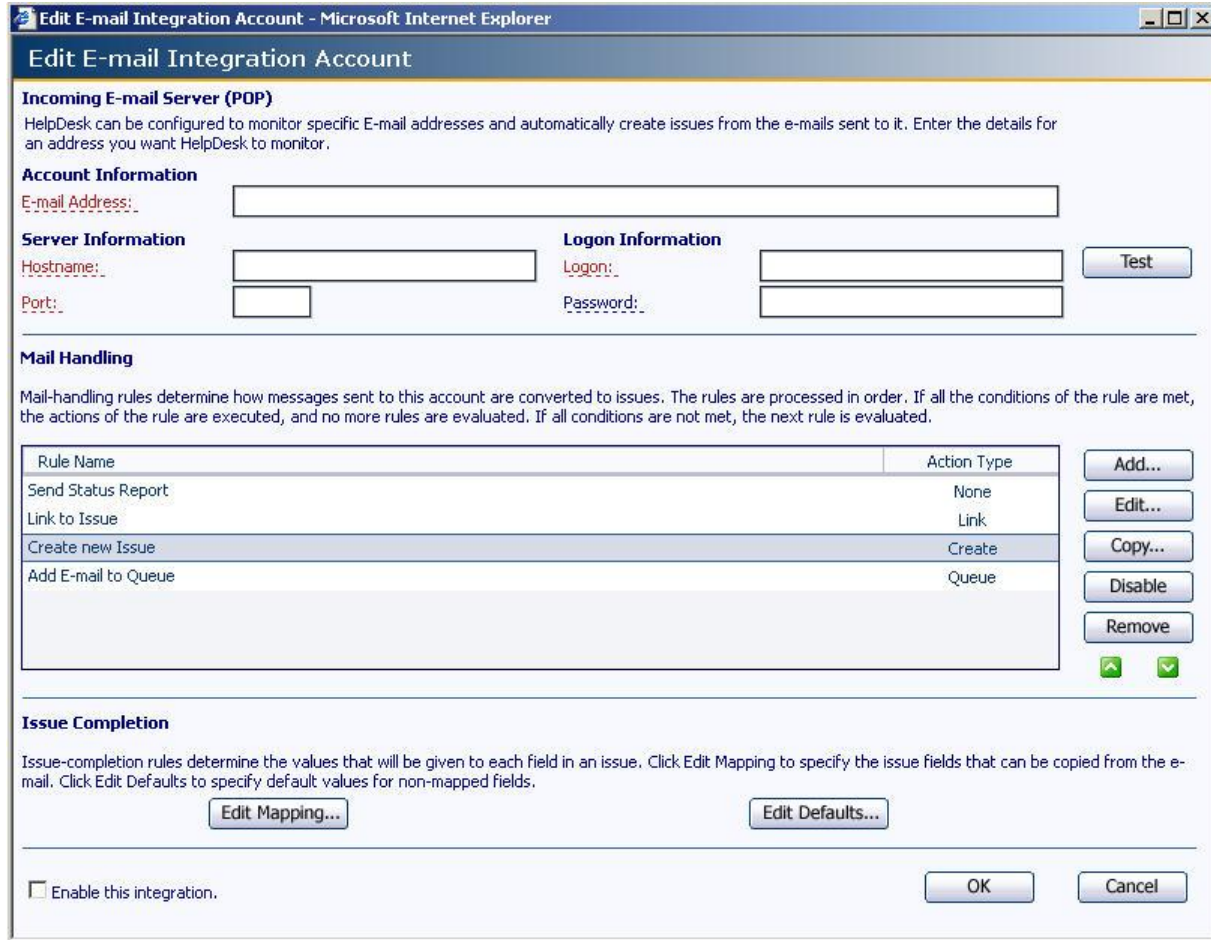 Edit E-mail Integration Account - Microsoft Internet Explorer
Edit E-mail Integration Account
Incoming E-mail Server (POP)
HelpDesk can be configured to monitor specific E-mail addresses and automatically create issues from the e-mails sent to it. Enter the details for
an address you want HelpDesk to monitor.
Account Information
E-mail Address:
Server Information
Logon Information
Hostname:
Logon:
Test
Port:
Password:
Mail Handling
Mail-handling rules determine how messages sent to this account are converted to issues. The rules are processed in order. If all the conditions of the rule are met,
the actions of the rule are executed, and no more rules are evaluated. If all conditions are not met, the next rule is evaluated.
Rule Name
Action Type
Add...
Send Status Report
None
Edit...
Link to Issue
Link
Create new Issue
Create
Copy...
Add E-mail to Queue
Queue
Disable
Remove
Issue Completion
Issue-completion rules determine the values that will be given to each field in an issue. Click Edit Mapping to specify the issue fields that can be copied from the e-
mail. Click Edit Defaults to specify default values for non-mapped fields.
Edit Mapping...
Edit Defaults...
Enable this integration.
OK
Cancel